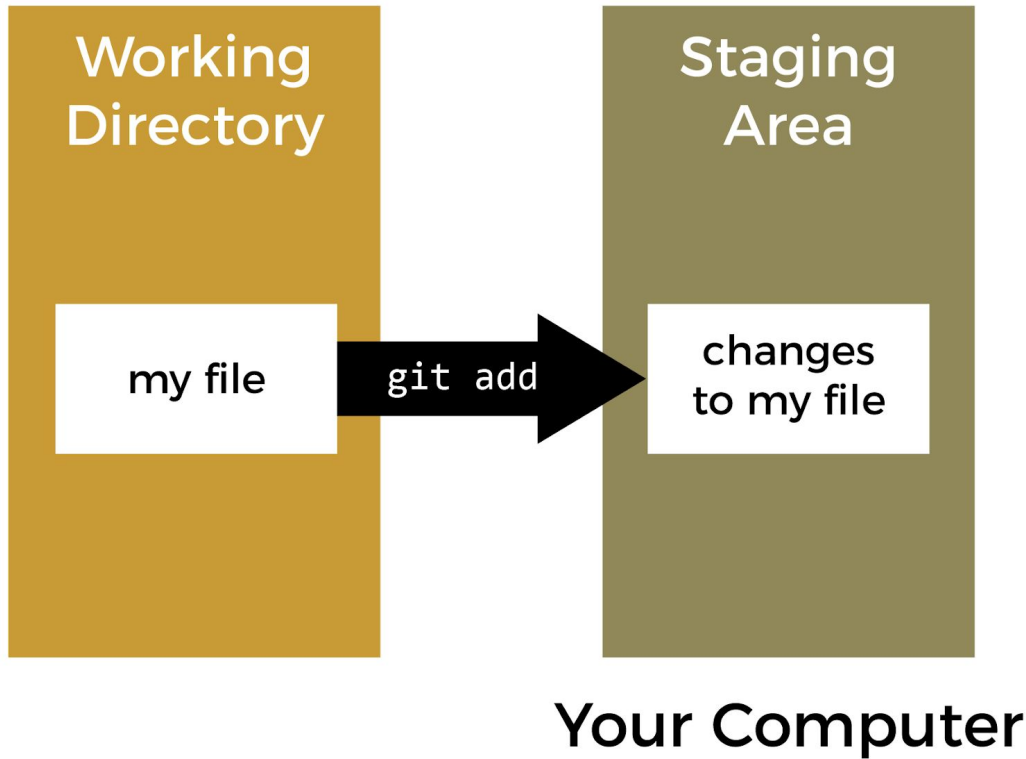 Working
Directory
Staging
Area
my file
git add
changes
to my file
Your Computer